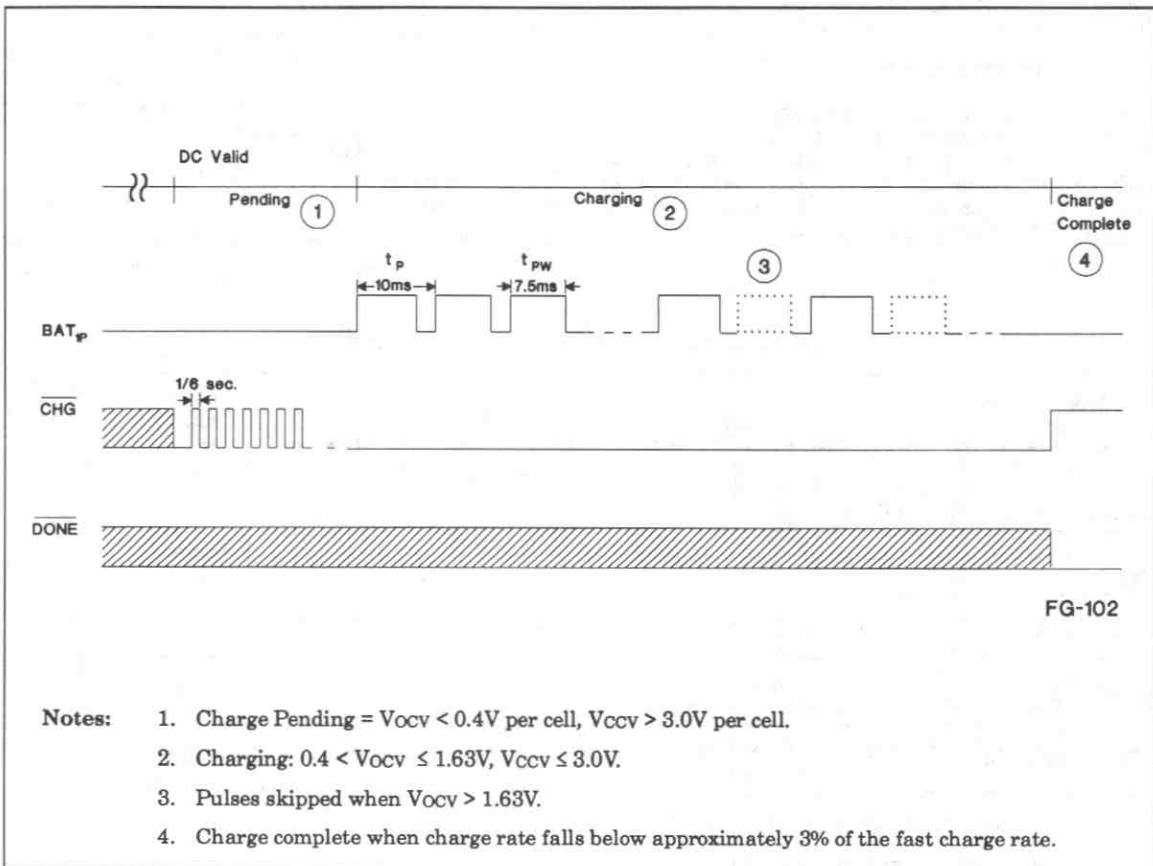 DC Valid
Pending 1 Charging 2 Charge
Complete
4
tP tPW 3
10ms 7.5ms
BAT1P
1/6 sec.
CHG
DONE
FG-102
Notes: 1. Charge Pending = VOCV < 0.4V per cell, VCCV > 3.0V per cell.
2. Charging: 0.4 < VOCV ≤ 1.63V, VCCV ≤ 3.0V.
3. Pulses skipped when VOCV > 1.63V.
4. Charge complete when charge rate falls below approximately 3% of the fast charge rate.